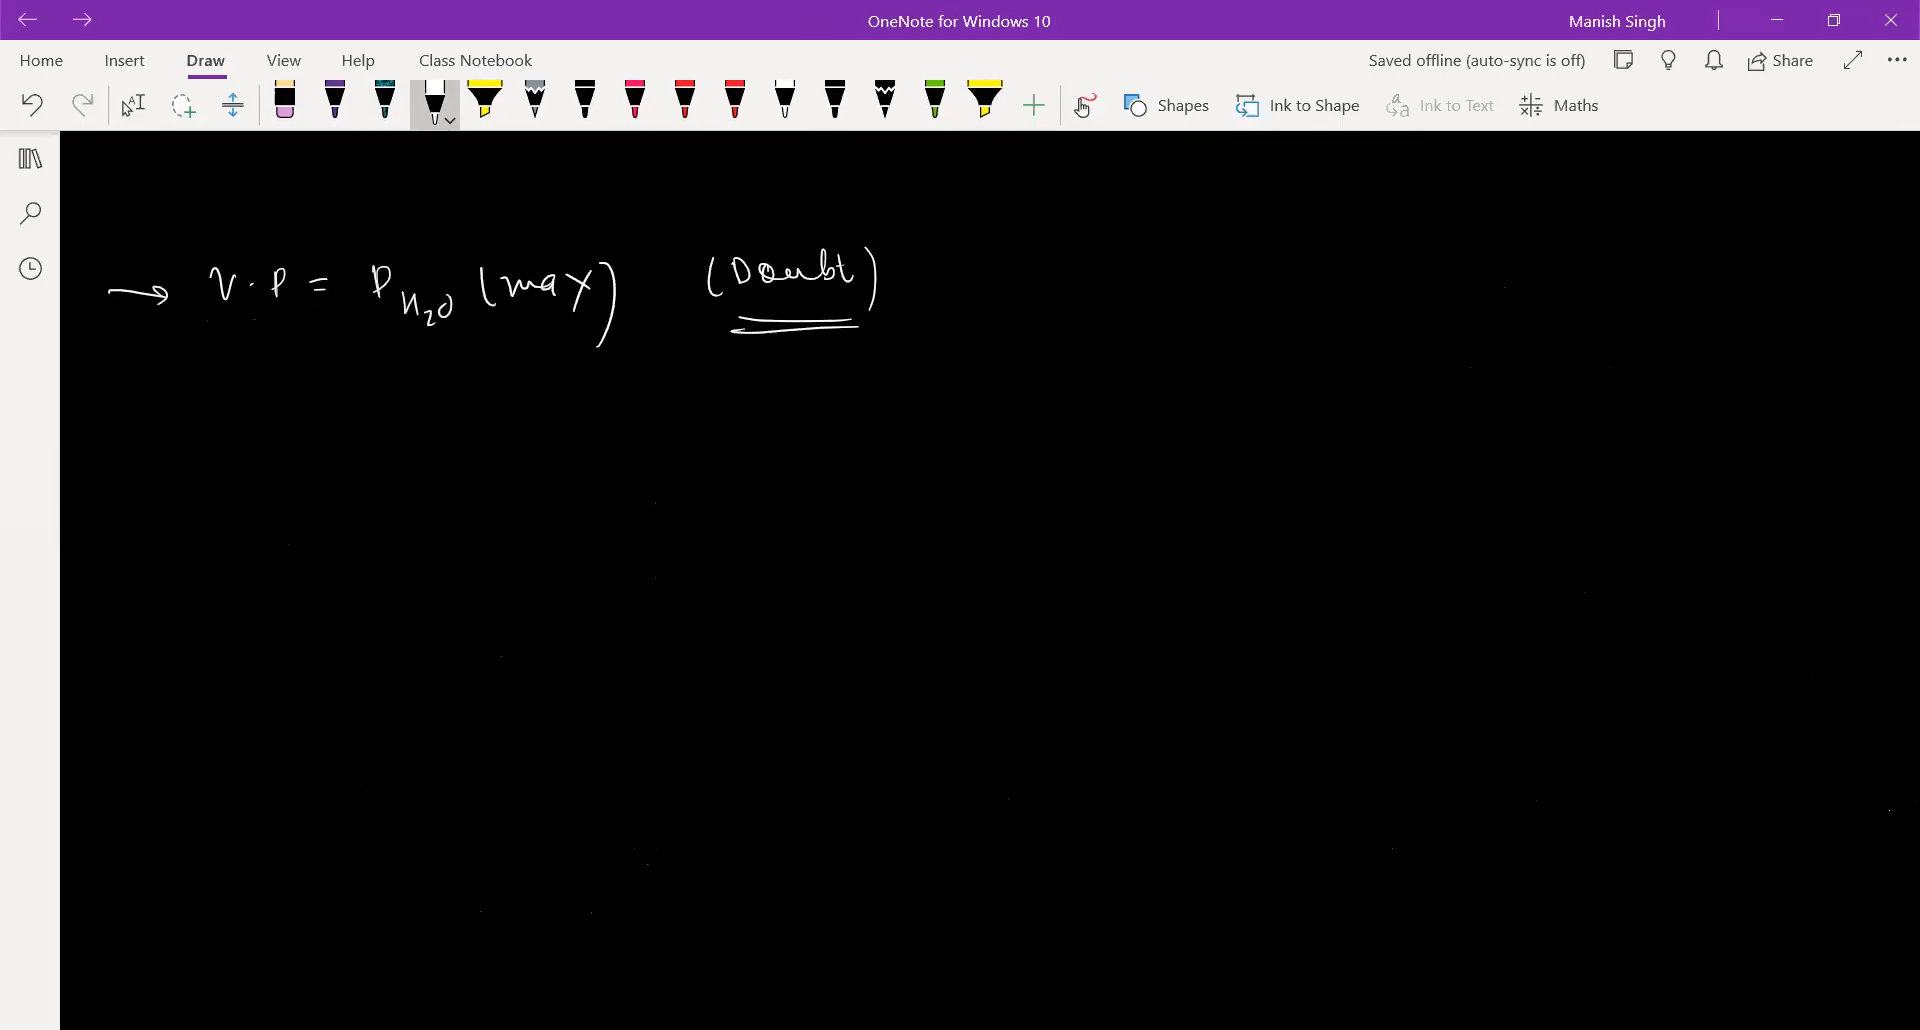 OneNote for Windows 10
Manish Singh
Home Insert Draw View Help Class Notebook
Saved offline (auto-sync is off) Share
Shapes Ink to Shape Ink to Text Maths
→ V.P = P_H₂O (max) (Doubt)